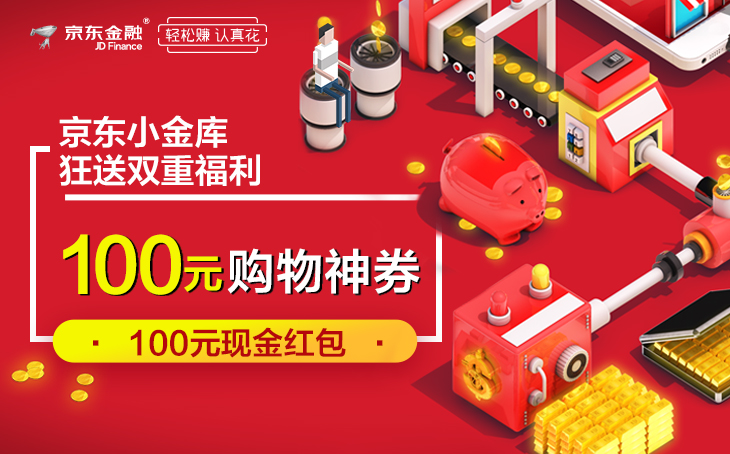 京东金融®
JD Finance
轻松赚 认真花
京东小金库
狂送双重福利
100元购物神券
· 100元现金红包 ·